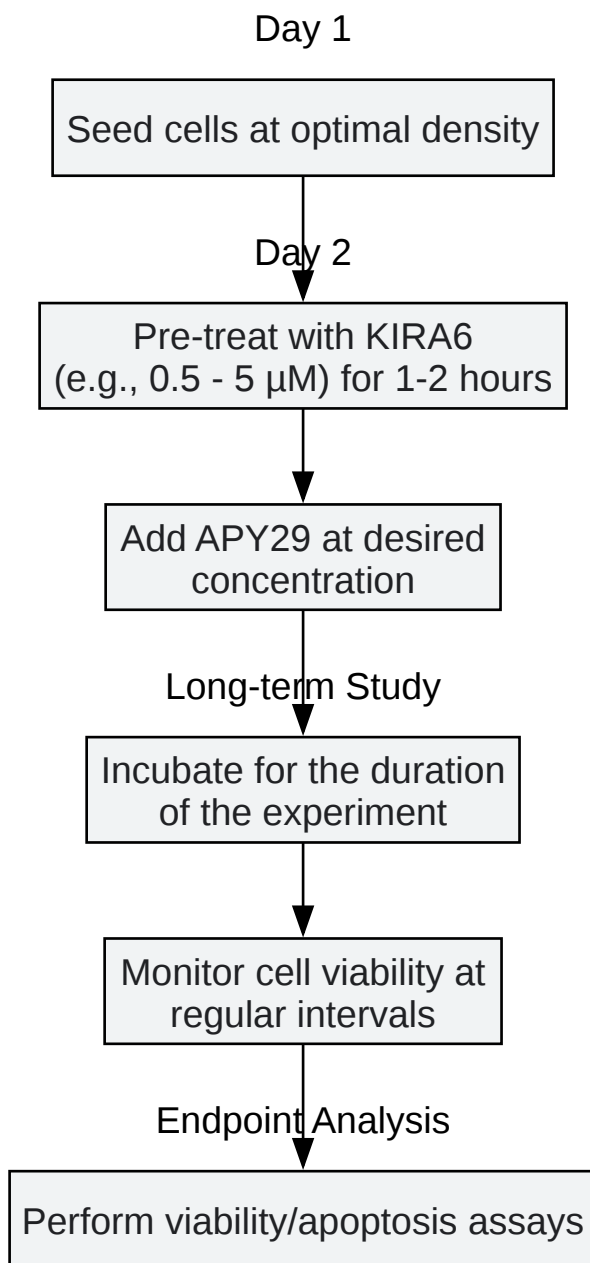 Day 1
Seed cells at optimal density
Day 2
Pre-treat with KIRA6
(e.g., 0.5 - 5 µM) for 1-2 hours
Add APY29 at desired
concentration
Long-term Study
Incubate for the duration
of the experiment
Monitor cell viability at
regular intervals
Endpoint Analysis
Perform viability/apoptosis assays